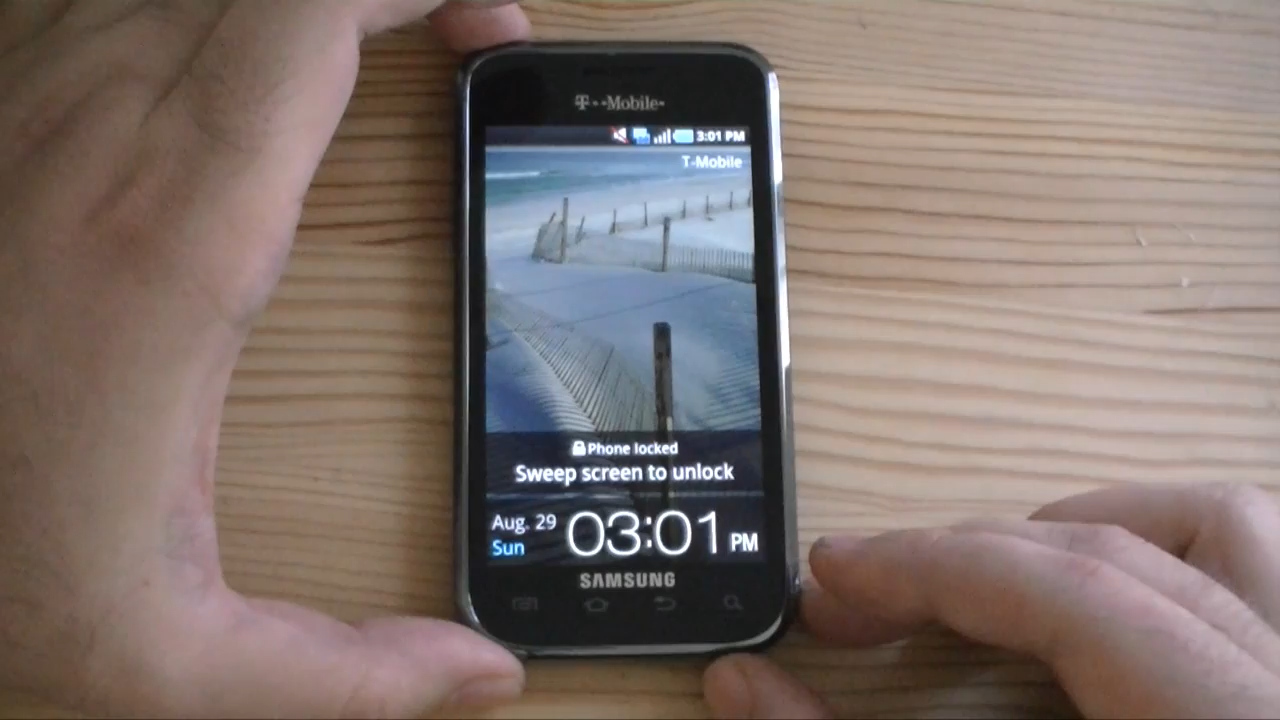 T··Mobile·
3:01 PM
T-Mobile
Phone locked
Sweep screen to unlock
Aug. 29
Sun
03:01 PM
SAMSUNG